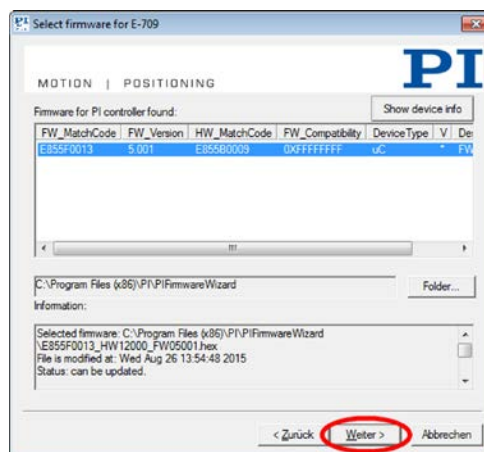 Select firmware for E-709
PI
MOTION | POSITIONING
Firmware for PI controller found:
Show device info
FW_MatchCode FW_Version HW_MatchCode FW_Compatibility DeviceType V Des
E855F0013 5.001 E855B0009 0XFFFFFFFF uC * FW
C:\Program Files (x86)\PI\PIFirmwareWizard
Folder...
Information:
Selected firmware: C:\Program Files (x86)\PI\PIFirmwareWizard
\E855F0013_HW12000_FW05001.hex
File is modified at: Wed Aug 26 13:54:48 2015
Status: can be updated.
< Zurück Weiter > Abbrechen